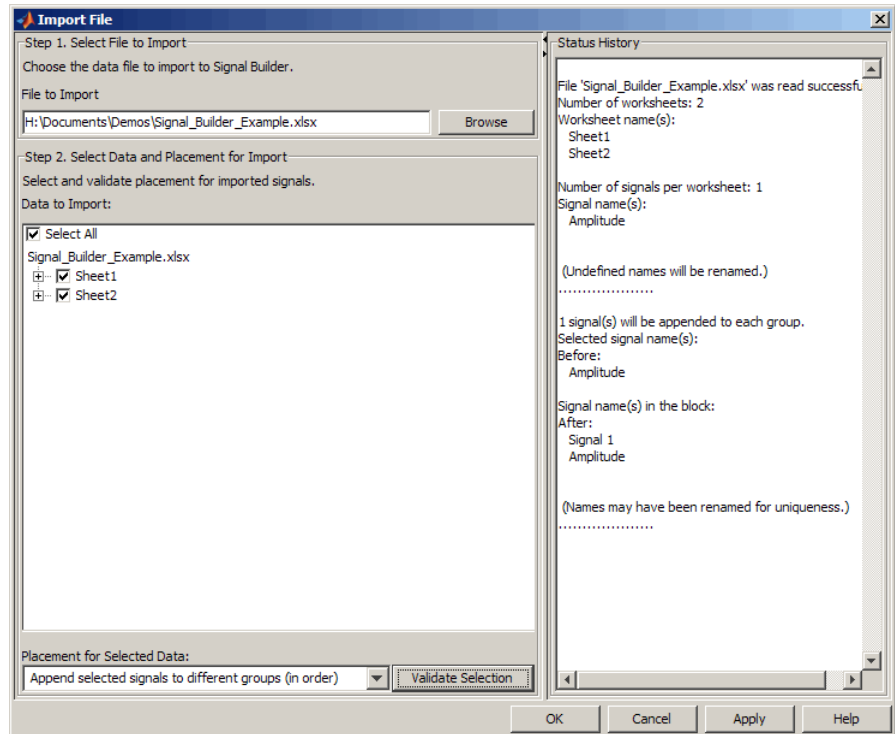 Import File
Step 1. Select File to Import
Choose the data file to import to Signal Builder.
File to Import
H:\Documents\Demos\Signal_Builder_Example.xlsx
Browse
Step 2. Select Data and Placement for Import
Select and validate placement for imported signals.
Data to Import:
Select All
Signal_Builder_Example.xlsx
Sheet1
Sheet2
Placement for Selected Data:
Append selected signals to different groups (in order)
Validate Selection
Status History
File 'Signal_Builder_Example.xlsx' was read successfu
Number of worksheets: 2
Worksheet name(s):
Sheet1
Sheet2
Number of signals per worksheet: 1
Signal name(s):
Amplitude
(Undefined names will be renamed.)
....................
1 signal(s) will be appended to each group.
Selected signal name(s):
Before:
Amplitude
Signal name(s) in the block:
After:
Signal 1
Amplitude
(Names may have been renamed for uniqueness.)
....................
OK
Cancel
Apply
Help